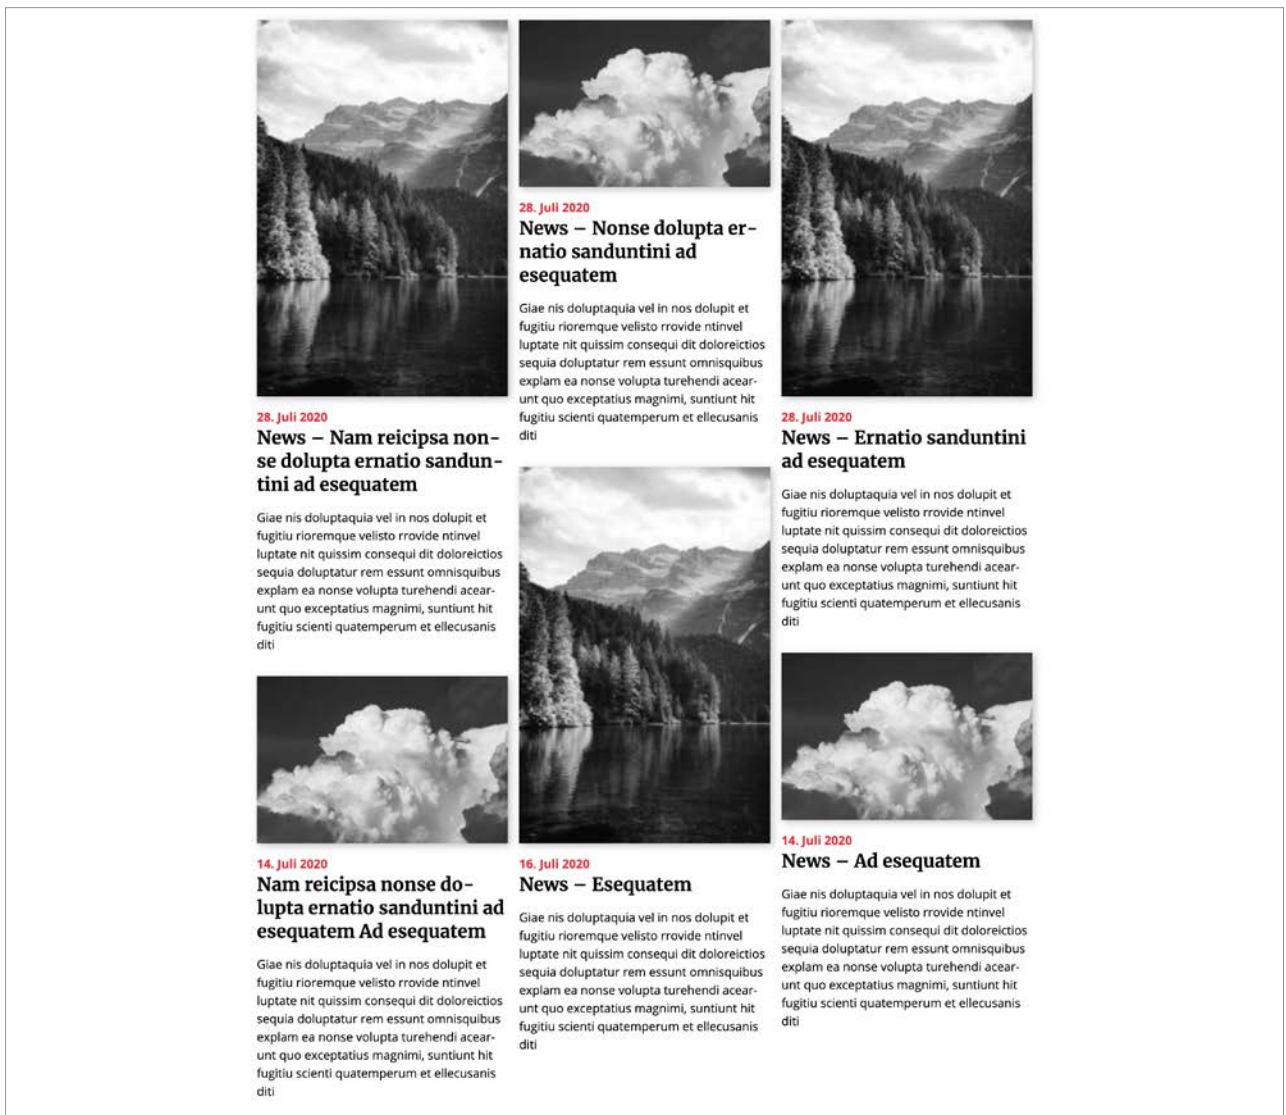 28. Juli 2020
News – Nam reicipsa non-
se dolupta ernatio sandun-
tini ad esequatem
Giae nis doluptaquia vel in nos dolupit et
fugitiu rioremque velisto rrovide ntinvel
luptate nit quissim consequi dit doloreictios
sequia doluptatur rem essunt omnisquibus
explam ea nonse volupta turehendi acear-
unt quo exceptatius magnimi, suntiunt hit
fugitiu scienti quatemperum et ellecusanis
diti
14. Juli 2020
Nam reicipsa nonse do-
lupta ernatio sanduntini ad
esequatem Ad esequatem
Giae nis doluptaquia vel in nos dolupit et
fugitiu rioremque velisto rrovide ntinvel
luptate nit quissim consequi dit doloreictios
sequia doluptatur rem essunt omnisquibus
explam ea nonse volupta turehendi acear-
unt quo exceptatius magnimi, suntiunt hit
fugitiu scienti quatemperum et ellecusanis
diti
28. Juli 2020
News – Nonse dolupta er-
natio sanduntini ad
esequatem
Giae nis doluptaquia vel in nos dolupit et
fugitiu rioremque velisto rrovide ntinvel
luptate nit quissim consequi dit doloreictios
sequia doluptatur rem essunt omnisquibus
explam ea nonse volupta turehendi acear-
unt quo exceptatius magnimi, suntiunt hit
fugitiu scienti quatemperum et ellecusanis
diti
16. Juli 2020
News – Esequatem
Giae nis doluptaquia vel in nos dolupit et
fugitiu rioremque velisto rrovide ntinvel
luptate nit quissim consequi dit doloreictios
sequia doluptatur rem essunt omnisquibus
explam ea nonse volupta turehendi acear-
unt quo exceptatius magnimi, suntiunt hit
fugitiu scienti quatemperum et ellecusanis
diti
28. Juli 2020
News – Ernatio sanduntini
ad esequatem
Giae nis doluptaquia vel in nos dolupit et
fugitiu rioremque velisto rrovide ntinvel
luptate nit quissim consequi dit doloreictios
sequia doluptatur rem essunt omnisquibus
explam ea nonse volupta turehendi acear-
unt quo exceptatius magnimi, suntiunt hit
fugitiu scienti quatemperum et ellecusanis
diti
14. Juli 2020
News – Ad esequatem
Giae nis doluptaquia vel in nos dolupit et
fugitiu rioremque velisto rrovide ntinvel
luptate nit quissim consequi dit doloreictios
sequia doluptatur rem essunt omnisquibus
explam ea nonse volupta turehendi acear-
unt quo exceptatius magnimi, suntiunt hit
fugitiu scienti quatemperum et ellecusanis
diti